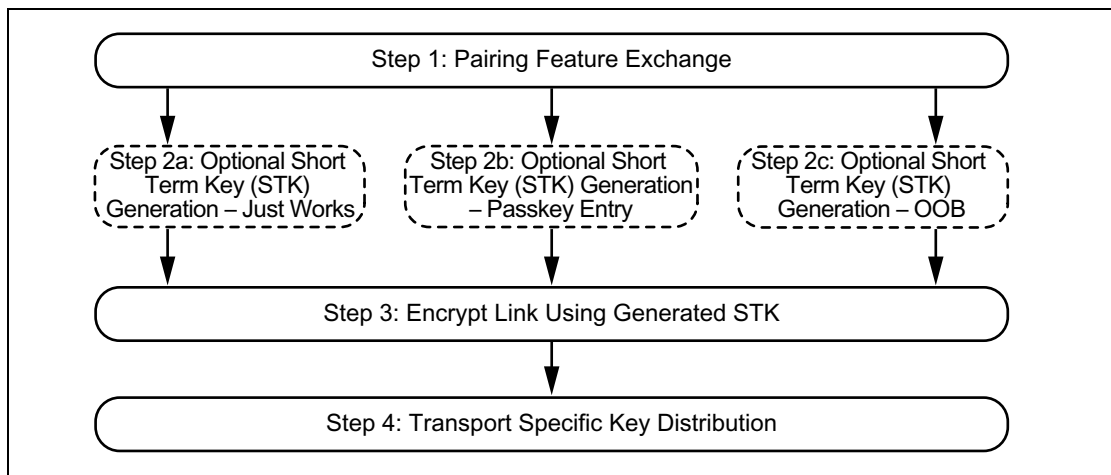 Step 1: Pairing Feature Exchange
Step 2a: Optional Short
Term Key (STK)
Generation – Just Works
Step 2b: Optional Short
Term Key (STK) Generation
– Passkey Entry
Step 2c: Optional Short
Term Key (STK)
Generation – OOB
Step 3: Encrypt Link Using Generated STK
Step 4: Transport Specific Key Distribution